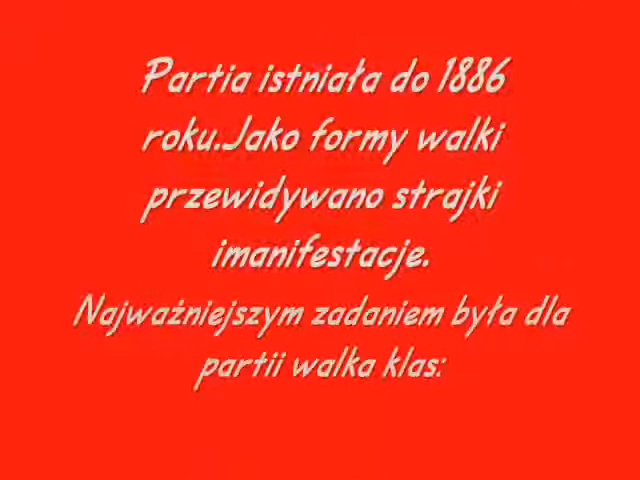 Partia istniała do 1886
roku.Jako formy walki
przewidywano strajki
imanifestacje.
Najważniejszym zadaniem była dla
partii walka klas: